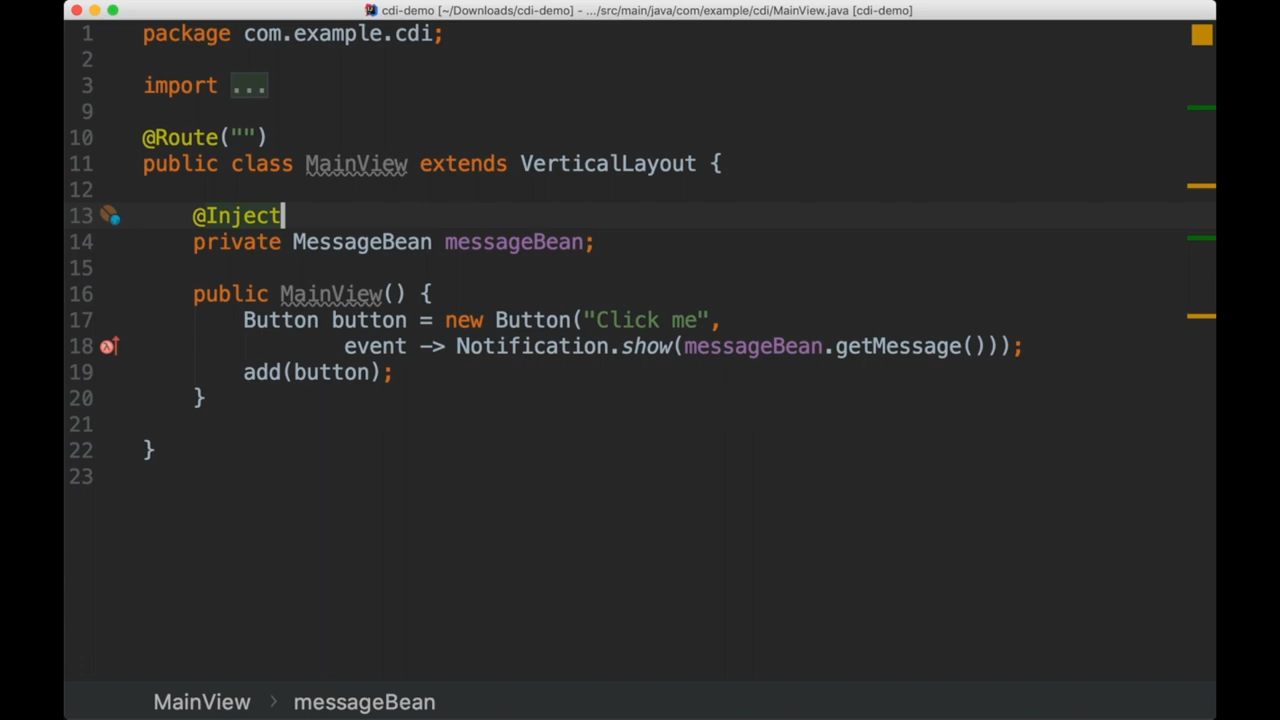 cdi-demo [~/Downloads/cdi-demo] – .../src/main/java/com/example/cdi/MainView.java [cdi-demo]
1 package com.example.cdi;
2
3 import ...
9
10 @Route("")
11 public class MainView extends VerticalLayout {
12
13 @Inject
14 private MessageBean messageBean;
15
16 public MainView() {
17 Button button = new Button("Click me",
18 event -> Notification.show(messageBean.getMessage()));
19 add(button);
20 }
21
22 }
23
MainView > messageBean